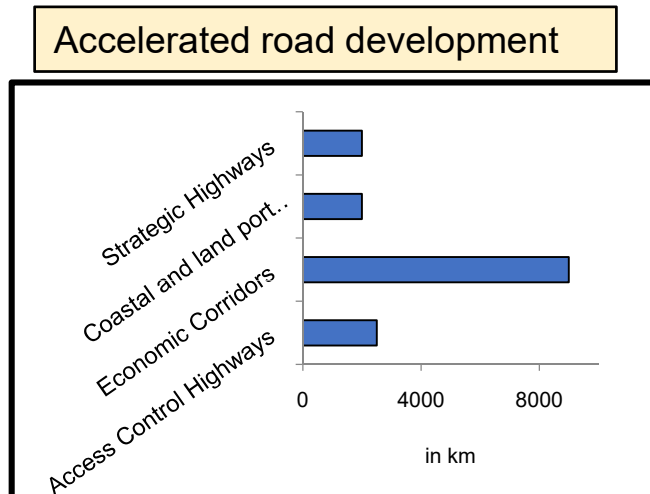 Accelerated road development
Strategic Highways
Coastal and land port..
Economic Corridors
Access Control Highways
0 4000 8000
in km